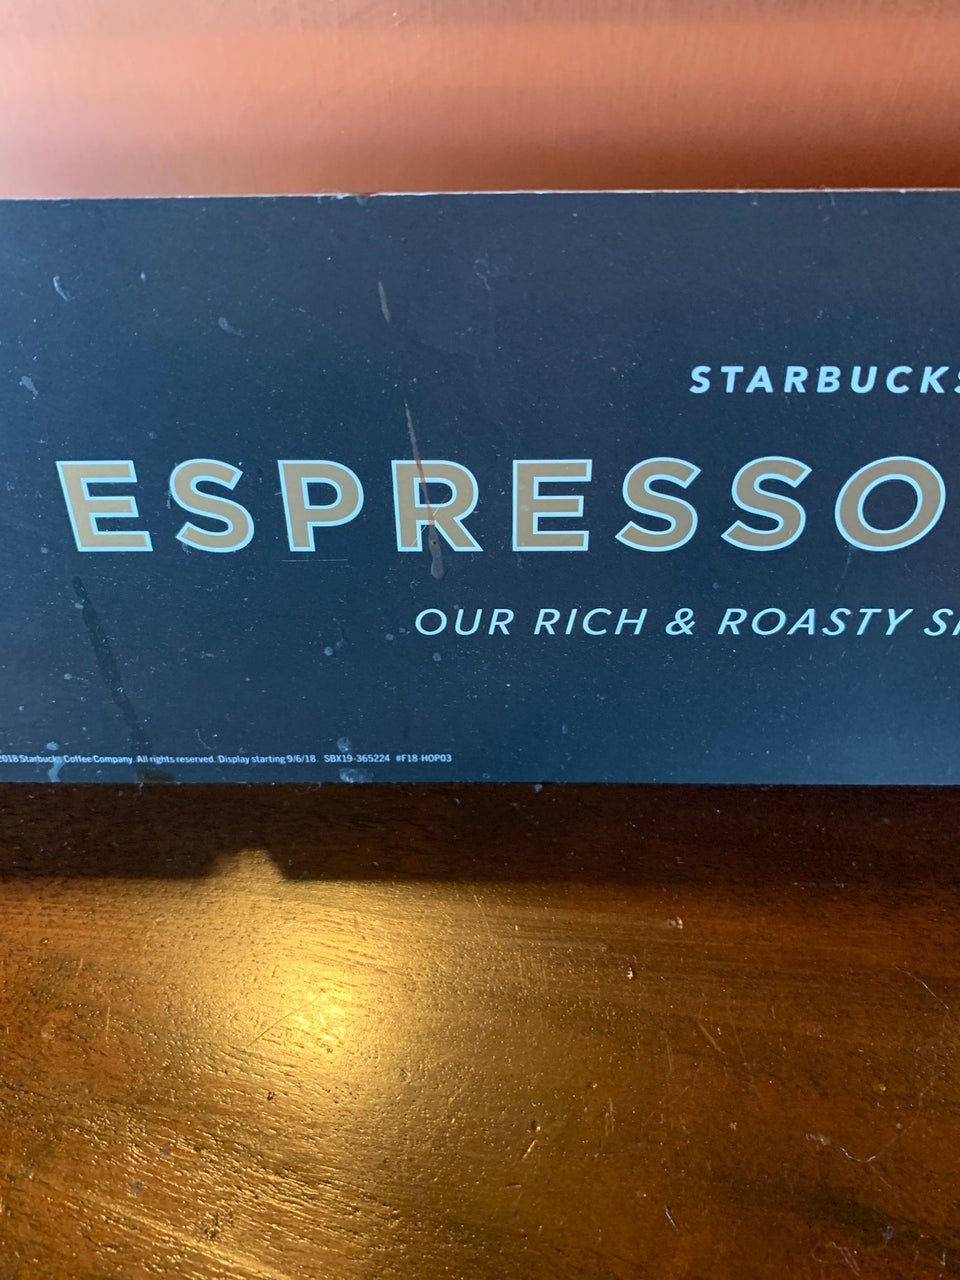 STARBUCKS
ESPRESSO
OUR RICH & ROASTY
2018 Starbucks Coffee Company. All rights reserved. Display starting 9/6/18. SBX19-365224 #F18-HOP03